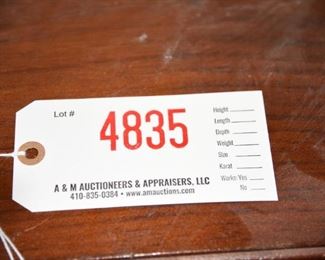 Lot #
4835
Height
Length
Depth
Weight
Size
Karat
Works: Yes
No
A & M AUCTIONEERS & APPRAISERS, LLC
410-835-0384 • www.amauctions.com